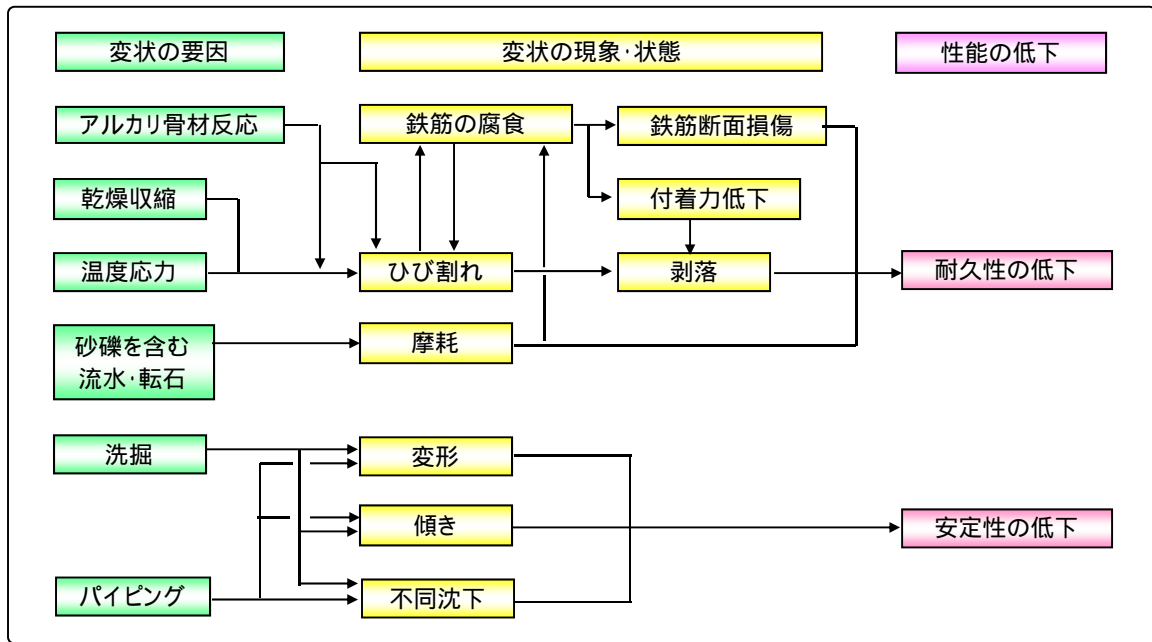 変状の要因
変状の現象・状態
性能の低下
アルカリ骨材反応
鉄筋の腐食
鉄筋断面損傷
乾燥収縮
付着力低下
温度応力
ひび割れ
剥落
耐久性の低下
砂礫を含む
流水・転石
摩耗
洗掘
変形
傾き
安定性の低下
パイピング
不同沈下